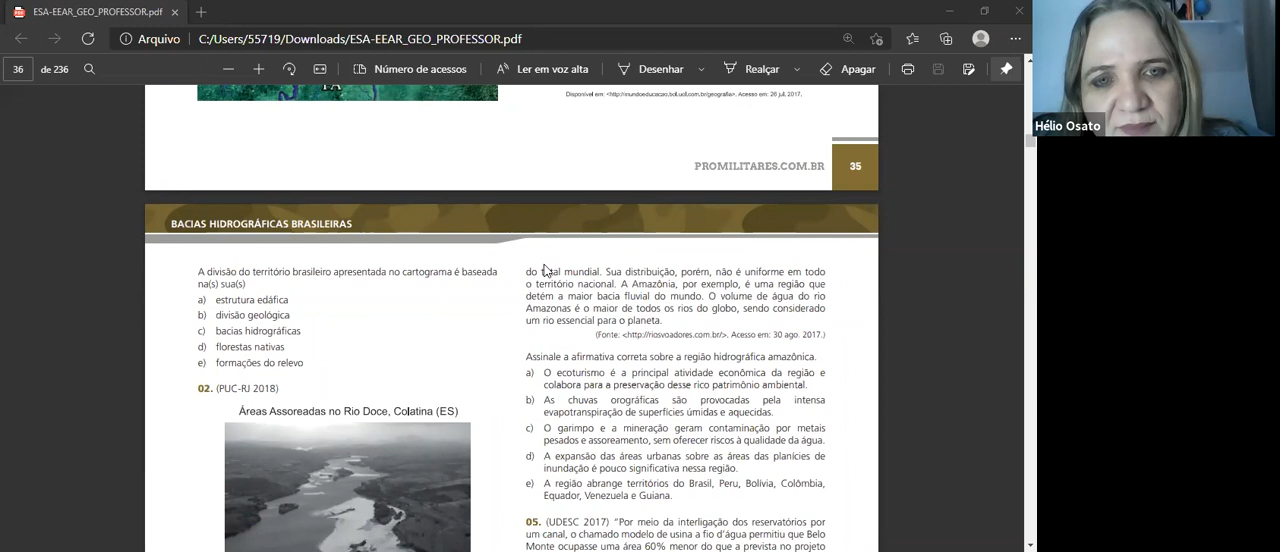 ESA-EEAR_GEO_PROFESSOR.pdf
Arquivo
C:/Users/55719/Downloads/ESA-EEAR_GEO_PROFESSOR.pdf
36 de 236
Número de acessos
Ler em voz alta
Desenhar
Realçar
Apagar
Hélio Osato
PA
Disponível em: <http://mundoeducacao.bol.uol.com.br/geografia>. Acesso em: 26 jul. 2017.
PROMILITARES.COM.BR
35
BACIAS HIDROGRÁFICAS BRASILEIRAS
A divisão do território brasileiro apresentada no cartograma é baseada
na(s) sua(s)
a) estrutura edáfica
b) divisão geológica
c) bacias hidrográficas
d) florestas nativas
e) formações do relevo
02. (PUC-RJ 2018)
Áreas Assoreadas no Rio Doce, Colatina (ES)
do total mundial. Sua distribuição, porém, não é uniforme em todo
o território nacional. A Amazônia, por exemplo, é uma região que
detém a maior bacia fluvial do mundo. O volume de água do rio
Amazonas é o maior de todos os rios do globo, sendo considerado
um rio essencial para o planeta.
(Fonte: <http://riosvoadores.com.br/>. Acesso em: 30 ago. 2017.)
Assinale a afirmativa correta sobre a região hidrográfica amazônica.
a) O ecoturismo é a principal atividade econômica da região e
colabora para a preservação desse rico patrimônio ambiental.
b) As chuvas orográficas são provocadas pela intensa
evapotranspiração de superfícies úmidas e aquecidas.
c) O garimpo e a mineração geram contaminação por metais
pesados e assoreamento, sem oferecer riscos à qualidade da água.
d) A expansão das áreas urbanas sobre as áreas das planícies de
inundação é pouco significativa nessa região.
e) A região abrange territórios do Brasil, Peru, Bolívia, Colômbia,
Equador, Venezuela e Guiana.
05. (UDESC 2017) "Por meio da interligação dos reservatórios por
um canal, o chamado modelo de usina a fio d'água permitiu que Belo
Monte ocupasse uma área 60% menor do que a prevista no projeto